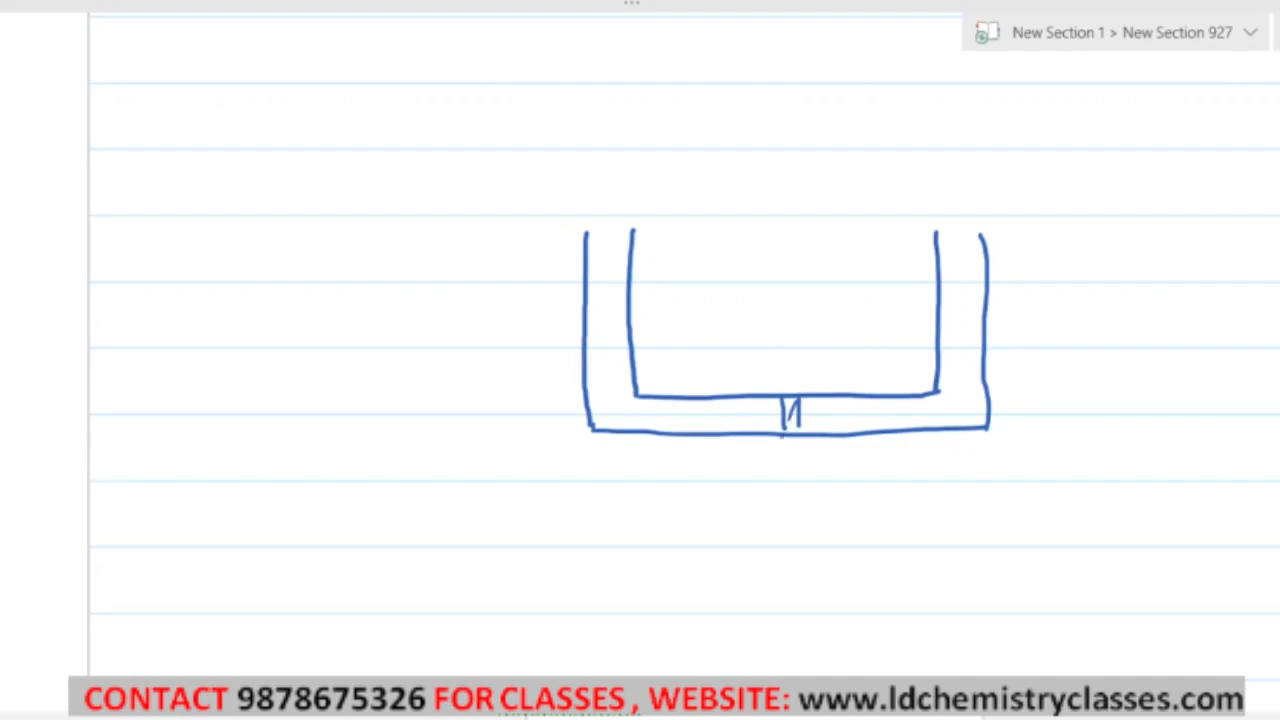 New Section 1 > New Section 927
CONTACT 9878675326 FOR CLASSES , WEBSITE: www.ldchemistryclasses.com